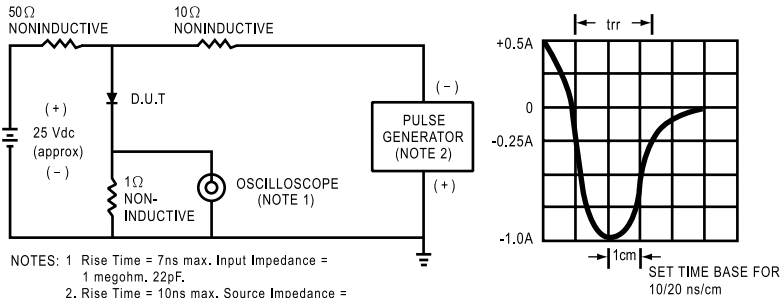 50Ω
NONINDUCTIVE
10Ω
NONINDUCTIVE
(+)
25 Vdc
(approx)
(−)
D.U.T
1Ω
NON-
INDUCTIVE
OSCILLOSCOPE
(NOTE 1)
(−)
PULSE
GENERATOR
(NOTE 2)
(+)
NOTES: 1 Rise Time = 7ns max. Input Impedance =
1 megohm. 22pF.
2. Rise Time = 10ns max. Source Impedance =
trr
+0.5A
0
-0.25A
-1.0A
1cm
SET TIME BASE FOR
10/20 ns/cm